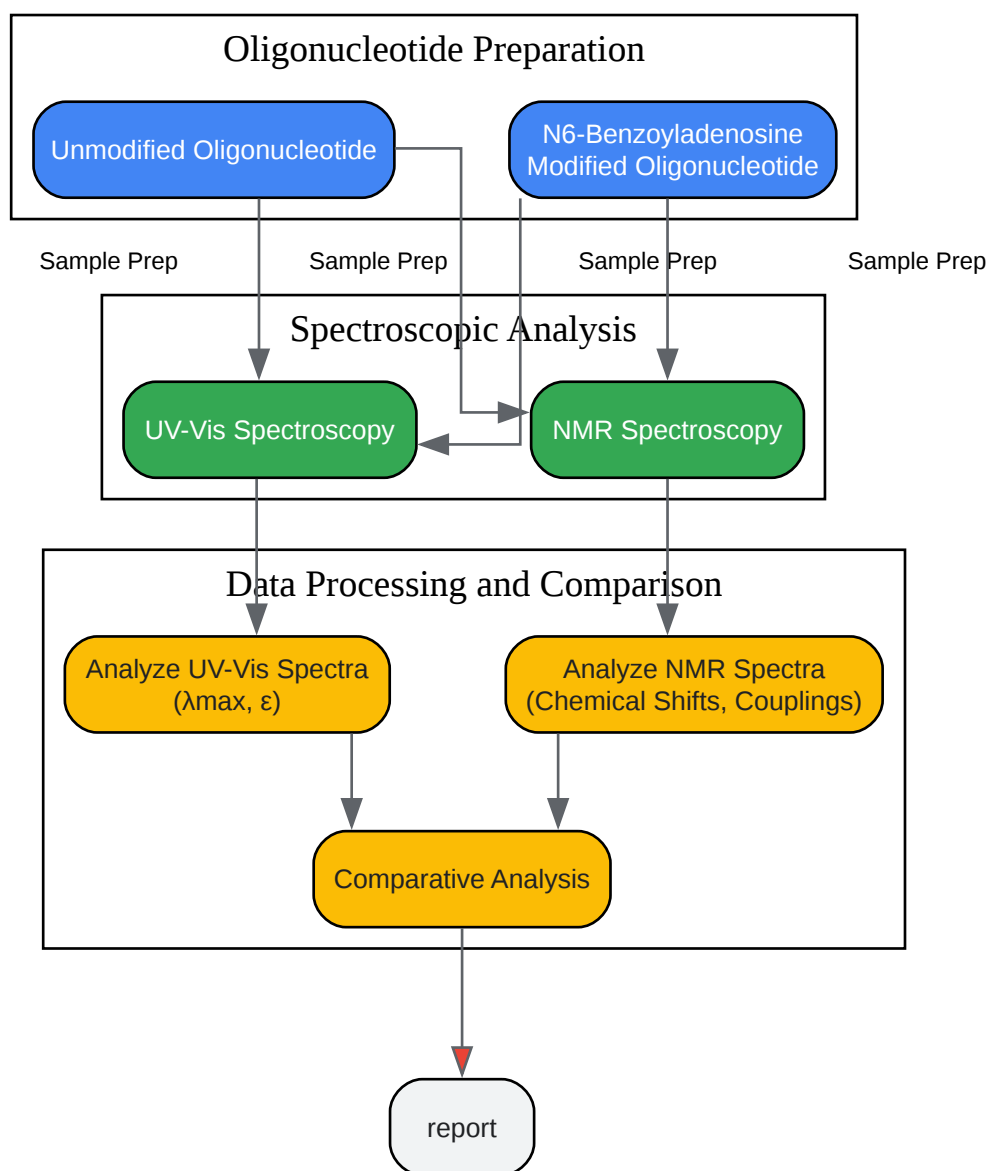 Oligonucleotide Preparation
Unmodified Oligonucleotide
N6-Benzoyladenosine
Modified Oligonucleotide
Sample Prep
Sample Prep
Sample Prep
Sample Prep
Spectroscopic Analysis
UV-Vis Spectroscopy
NMR Spectroscopy
Data Processing and Comparison
Analyze UV-Vis Spectra
(λmax, ε)
Analyze NMR Spectra
(Chemical Shifts, Couplings)
Comparative Analysis
report